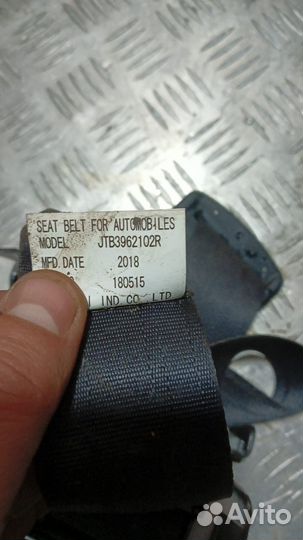 SEAT BELT FOR AUTOMOBILES
MODEL JTB3962102R
MFD.DATE 2018
180515
IND CO., LTD
Avito